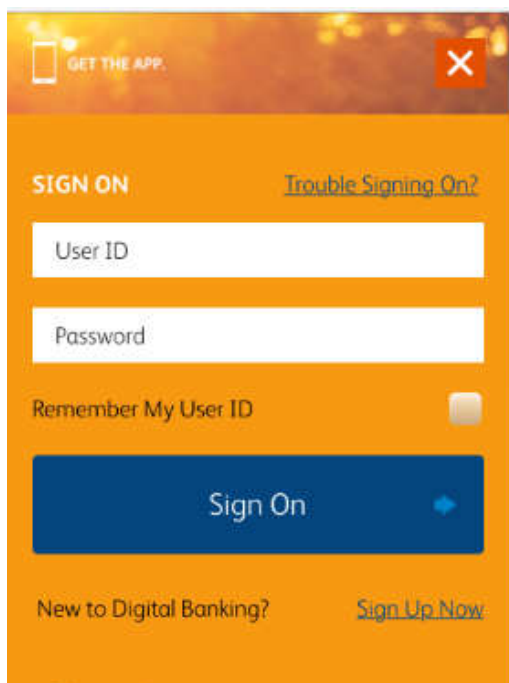 GET THE APP.
SIGN ON Trouble Signing On?
User ID
Password
Remember My User ID
Sign On
New to Digital Banking? Sign Up Now